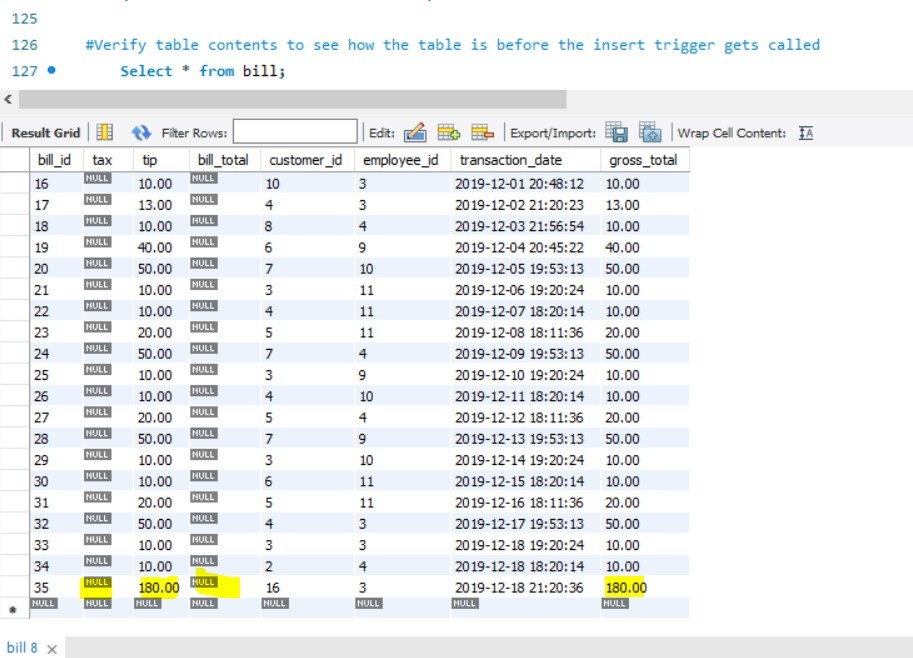 125
126 #Verify table contents to see how the table is before the insert trigger gets called
127 Select * from bill;
Result Grid Filter Rows: Edit: Export/Import: Wrap Cell Content: IA
bill_id tax tip bill_total customer_id employee_id transaction_date gross_total
16 NULL 10.00 NULL 10 3 2019-12-01 20:48:12 10.00
17 NULL 13.00 NULL 4 3 2019-12-02 21:20:23 13.00
18 NULL 10.00 NULL 8 4 2019-12-03 21:56:54 10.00
19 NULL 40.00 NULL 6 9 2019-12-04 20:45:22 40.00
20 NULL 50.00 NULL 7 10 2019-12-05 19:53:13 50.00
21 NULL 10.00 NULL 3 11 2019-12-06 19:20:24 10.00
22 NULL 10.00 NULL 4 11 2019-12-07 18:20:14 10.00
23 NULL 20.00 NULL 5 11 2019-12-08 18:11:36 20.00
24 NULL 50.00 NULL 7 4 2019-12-09 19:53:13 50.00
25 NULL 10.00 NULL 3 9 2019-12-10 19:20:24 10.00
26 NULL 10.00 NULL 4 10 2019-12-11 18:20:14 10.00
27 NULL 20.00 NULL 5 4 2019-12-12 18:11:36 20.00
28 NULL 50.00 NULL 7 9 2019-12-13 19:53:13 50.00
29 NULL 10.00 NULL 3 10 2019-12-14 19:20:24 10.00
30 NULL 10.00 NULL 6 11 2019-12-15 18:20:14 10.00
31 NULL 20.00 NULL 5 11 2019-12-16 18:11:36 20.00
32 NULL 50.00 NULL 4 3 2019-12-17 19:53:13 50.00
33 NULL 10.00 NULL 3 3 2019-12-18 19:20:24 10.00
34 NULL 10.00 NULL 2 4 2019-12-18 18:20:14 10.00
35 NULL 180.00 NULL 16 3 2019-12-18 21:20:36 180.00
NULL NULL NULL NULL NULL NULL NULL NULL
bill 8